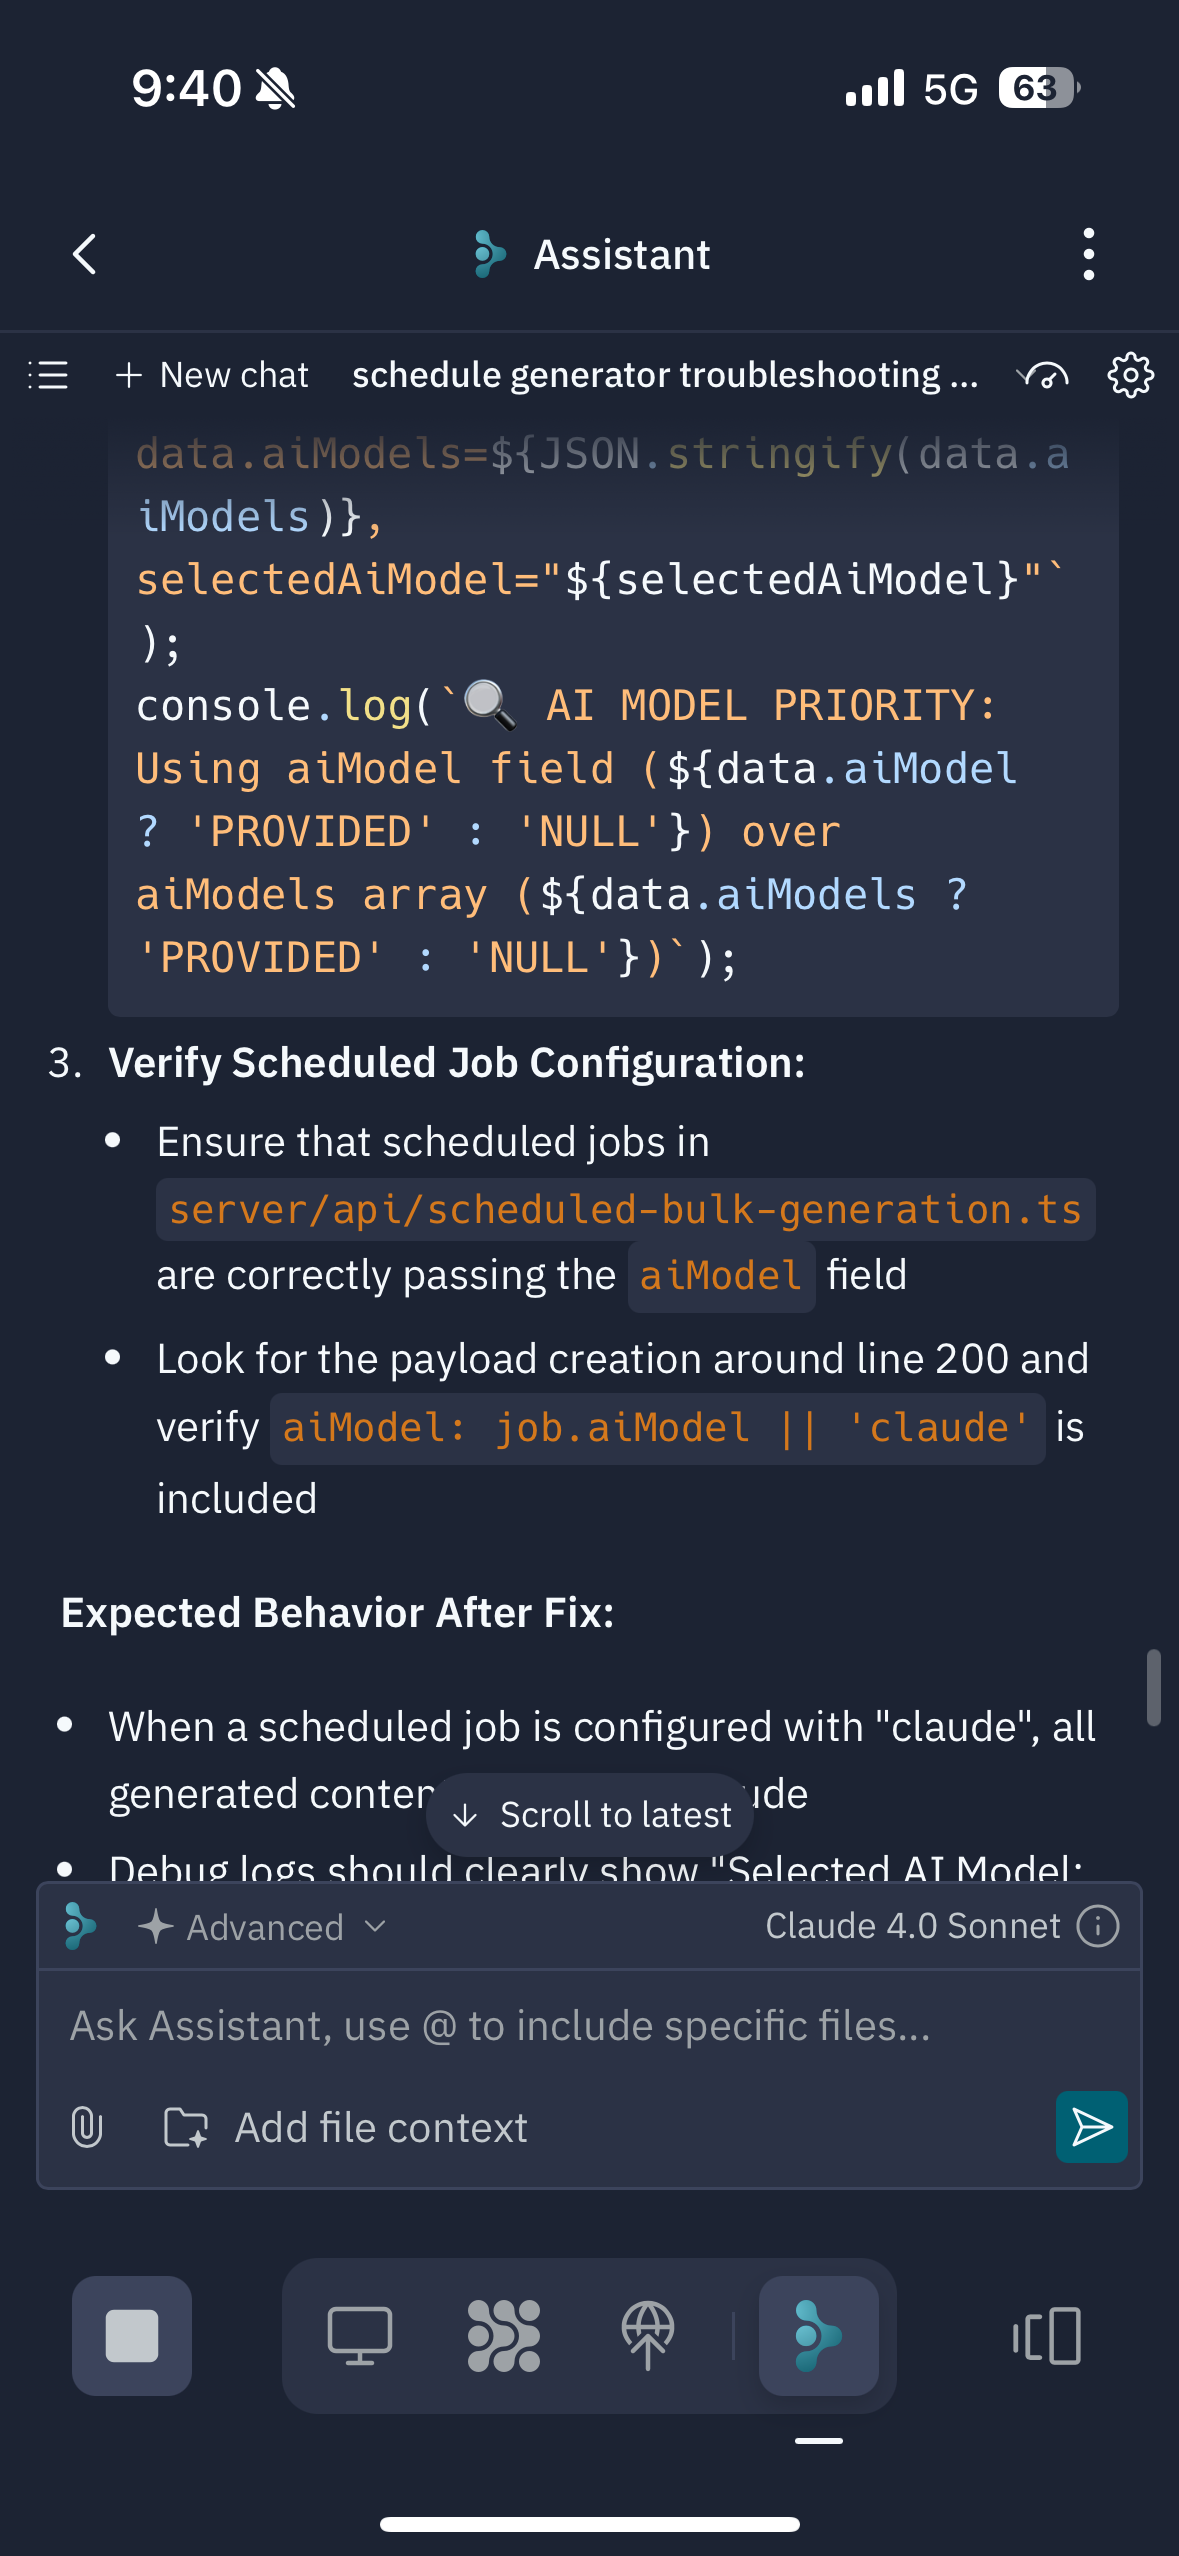 9:40
5G
63
Assistant
+ New chat
schedule generator troubleshooting ...
data.aiModels=${JSON.stringify(data.a
iModels)},
selectedAiModel="${selectedAiModel}"`
);
console.log(`🔍 AI MODEL PRIORITY:
Using aiModel field (${data.aiModel
? 'PROVIDED' : 'NULL'}) over
aiModels array (${data.aiModels ?
'PROVIDED' : 'NULL'})`);
3. Verify Scheduled Job Configuration:
• Ensure that scheduled jobs in
server/api/scheduled-bulk-generation.ts
are correctly passing the aiModel field
• Look for the payload creation around line 200 and
verify aiModel: job.aiModel || 'claude' is
included
Expected Behavior After Fix:
• When a scheduled job is configured with "claude", all
generated
Scroll to latest
• Debug logs should clearly show "Selected AI Model:
Advanced
Claude 4.0 Sonnet
Ask Assistant, use @ to include specific files...
Add file context